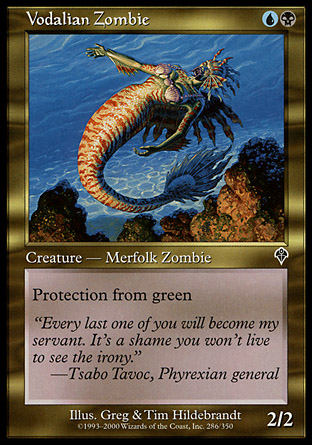 Vodalian Zombie
Creature — Merfolk Zombie
Protection from green
“Every last one of you will become my
servant. It’s a shame you won’t live
to see the irony.”
—Tsabo Tavoc, Phyrexian general
Illus. Greg & Tim Hildebrandt
2/2
©1993–2000 Wizards of the Coast, Inc. 286/350